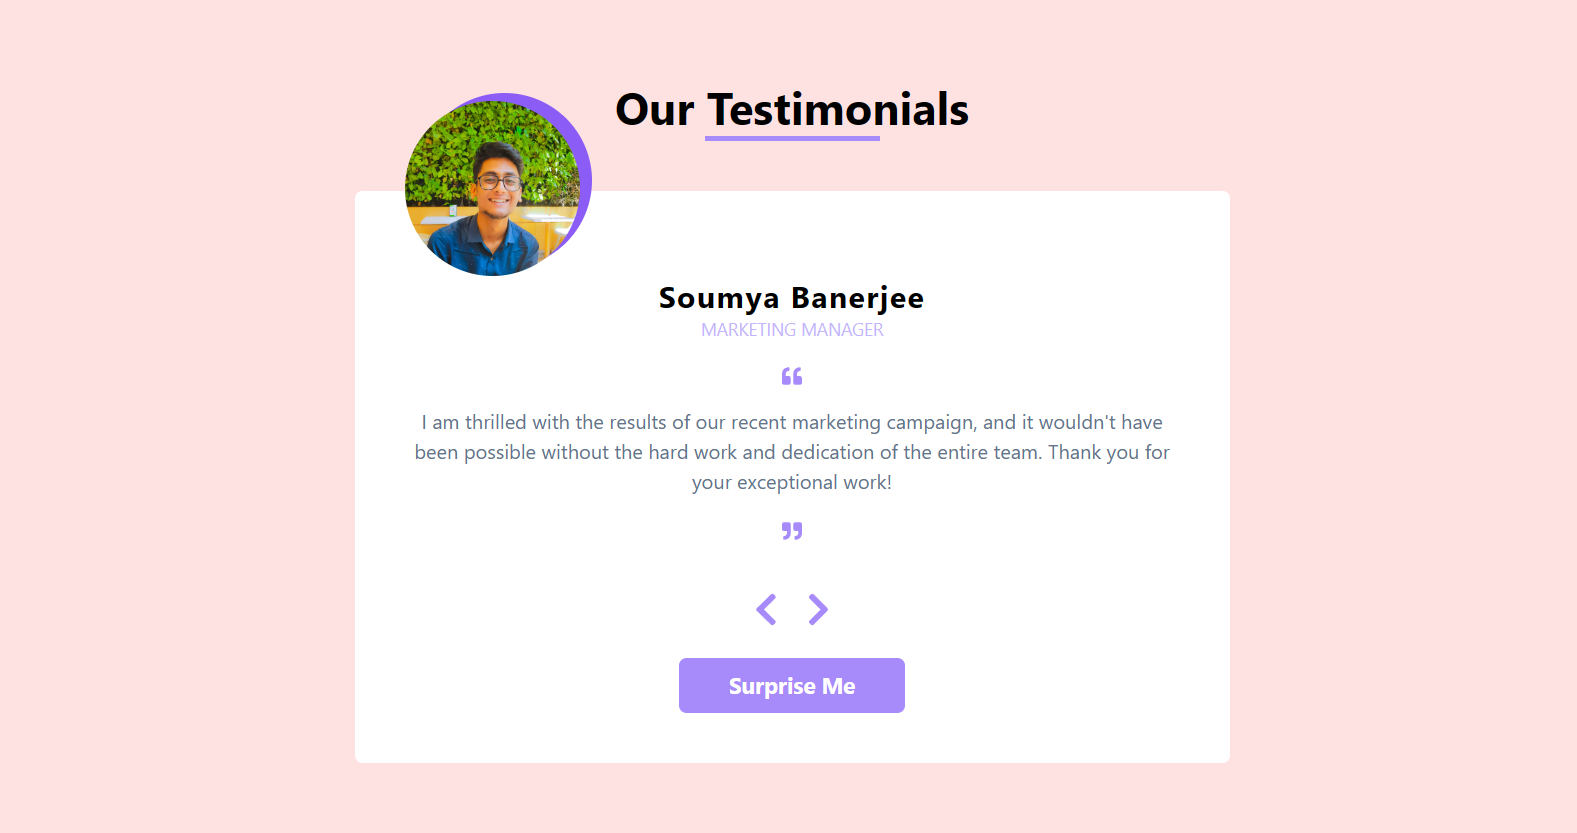 Our Testimonials
Soumya Banerjee
MARKETING MANAGER
“
I am thrilled with the results of our recent marketing campaign, and it wouldn't have
been possible without the hard work and dedication of the entire team. Thank you for
your exceptional work!
”
Surprise Me